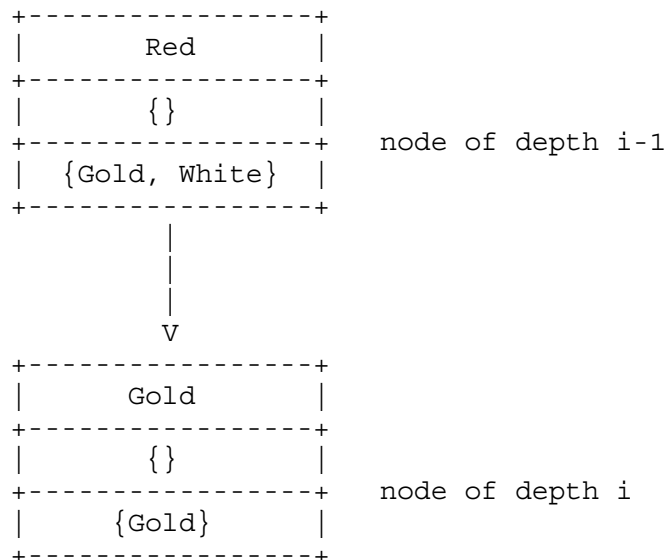 +-----------------+
|       Red       |
+-----------------+
|       {}        |
+-----------------+   node of depth i-1
|  {Gold, White}  |
+-----------------+
         |
         |
         |
         V
+-----------------+
|      Gold       |
+-----------------+
|       {}        |
+-----------------+   node of depth i
|     {Gold}      |
+-----------------+